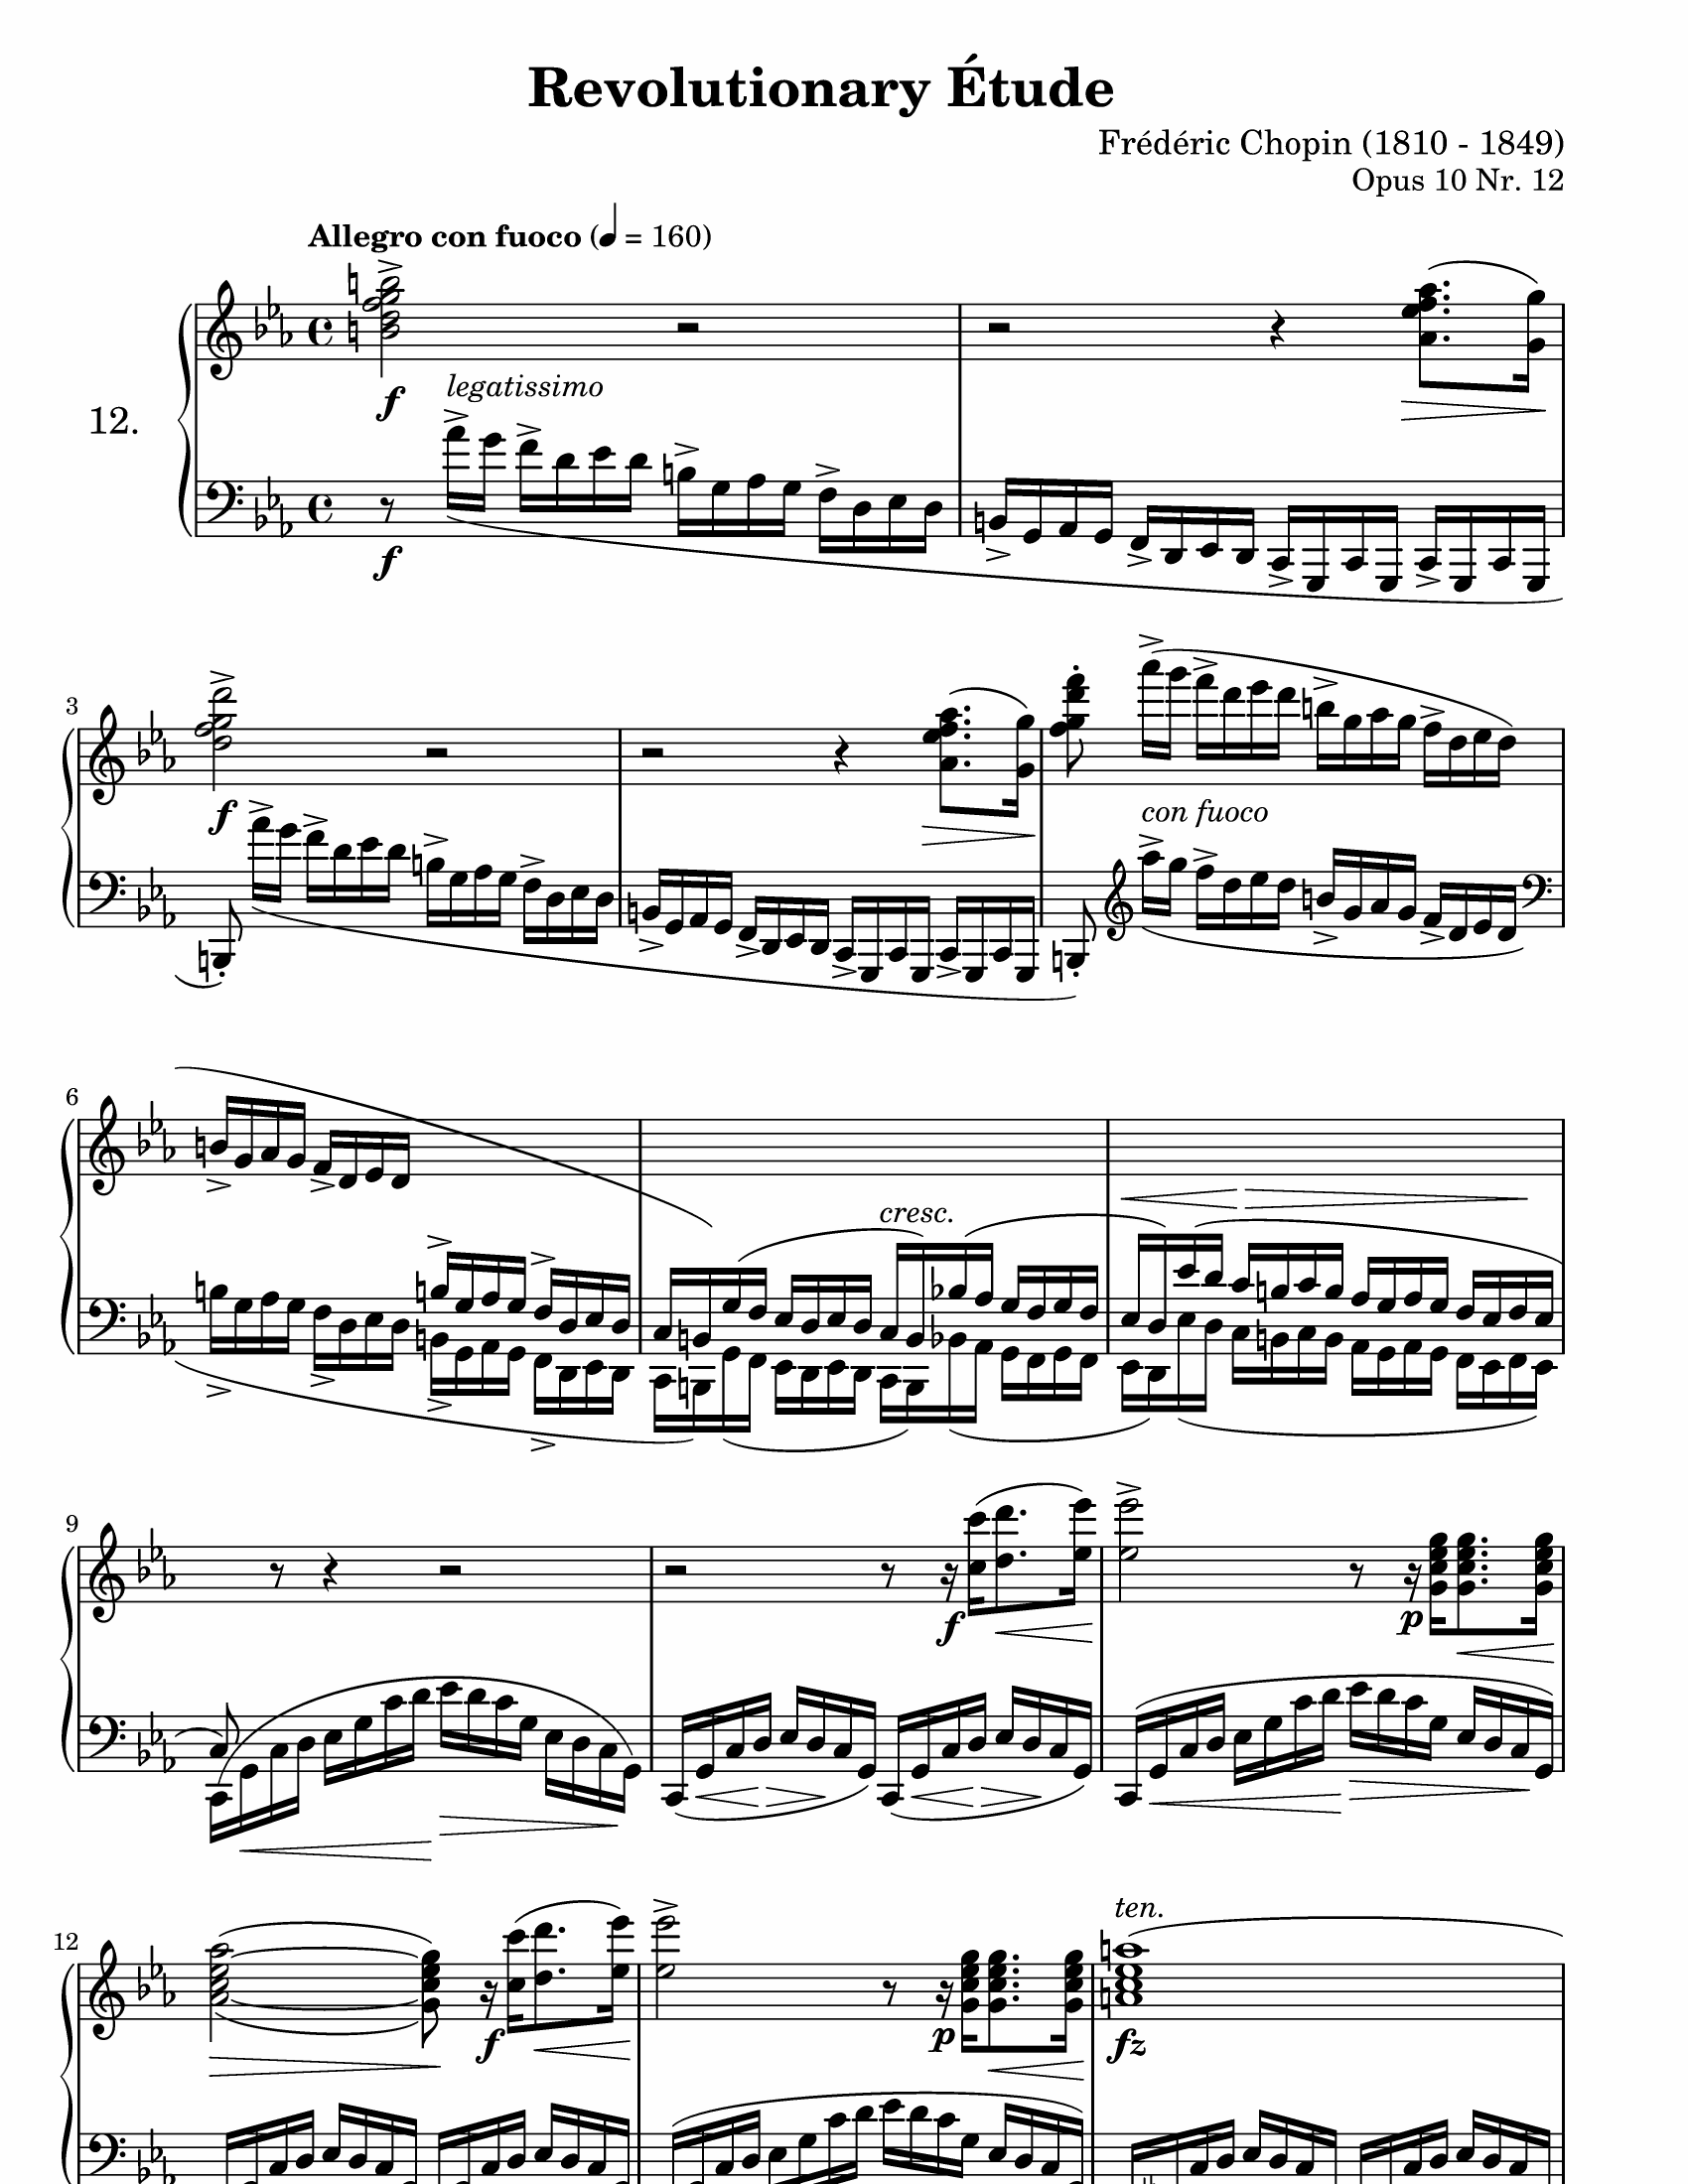 Revolutionary Étude
Frédéric Chopin (1810 - 1849)
Opus 10 Nr. 12
Allegro con fuoco (♩ = 160)
f
legatissimo
12.
f
3
f
con fuoco
6
cresc.
9
f
p
12
ten.
f
p
fz